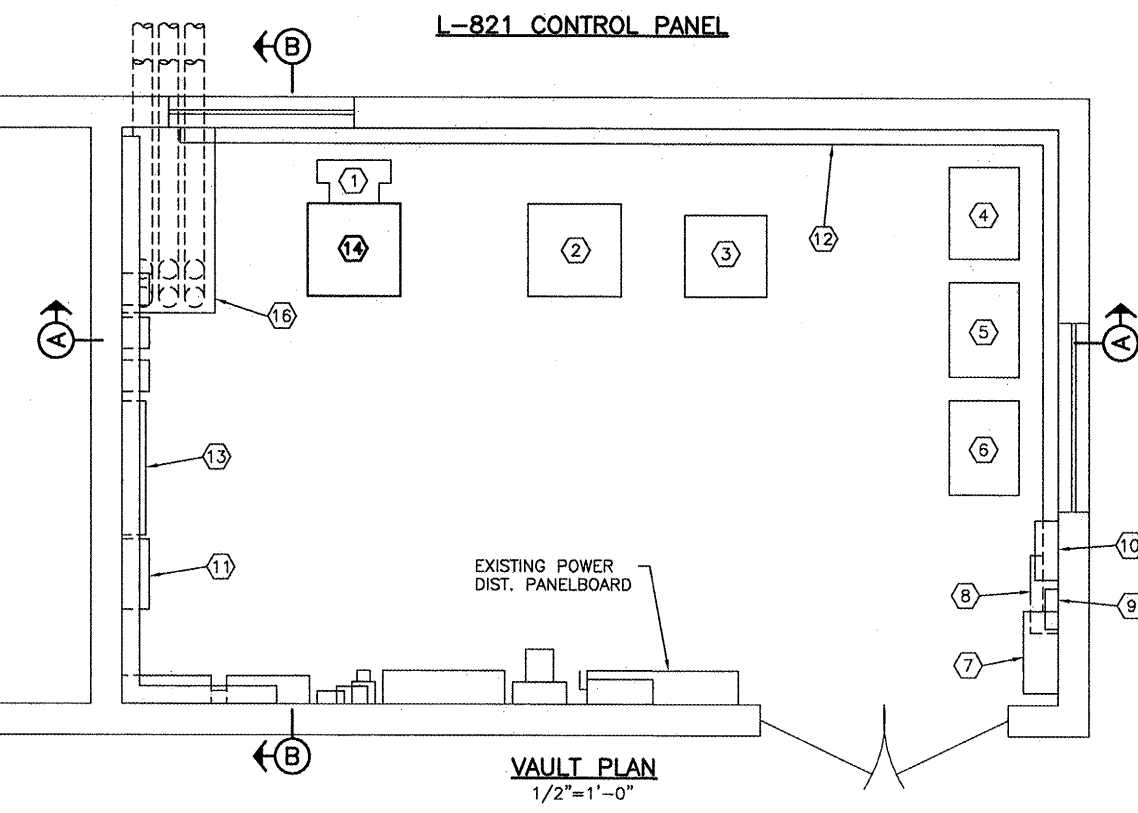 L-821 CONTROL PANEL
B
1
4
14
2
3
12
16
A
5
A
13
6
10
11
EXISTING POWER
DIST. PANELBOARD
8
9
7
B
VAULT PLAN
1/2"=1'-0"